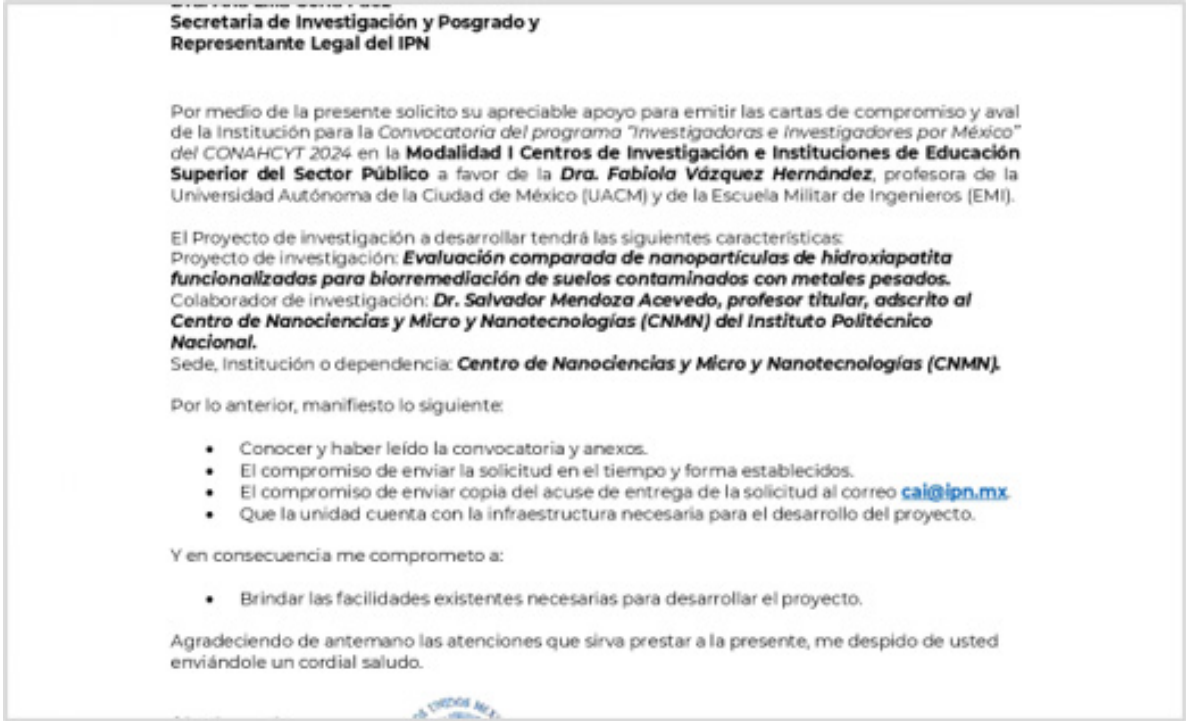 Secretaria de Investigación y Posgrado y
Representante Legal del IPN
Por medio de la presente solicito su apreciable apoyo para emitir las cartas de compromiso y aval
de la Institución para la Convocatoria del programa "Investigadoras e Investigadores por México"
del CONAHCYT 2024 en la Modalidad I Centros de Investigación e Instituciones de Educación
Superior del Sector Público a favor de la Dra. Fabiola Vázquez Hernández, profesora de la
Universidad Autónoma de la Ciudad de México (UACM) y de la Escuela Militar de Ingenieros (EMI).
El Proyecto de investigación a desarrollar tendrá las siguientes características:
Proyecto de investigación: Evaluación comparada de nanopartículas de hidroxiapatita
funcionalizadas para biorremediación de suelos contaminados con metales pesados.
Colaborador de investigación: Dr. Salvador Mendoza Acevedo, profesor titular, adscrito al
Centro de Nanociencias y Micro y Nanotecnologías (CNMN) del Instituto Politécnico
Nacional.
Sede, Institución o dependencia: Centro de Nanociencias y Micro y Nanotecnologías (CNMN).
Por lo anterior, manifiesto lo siguiente:
• Conocer y haber leído la convocatoria y anexos.
• El compromiso de enviar la solicitud en el tiempo y forma establecidos.
• El compromiso de enviar copia del acuse de entrega de la solicitud al correo cai@ipn.mx.
• Que la unidad cuenta con la infraestructura necesaria para el desarrollo del proyecto.
Y en consecuencia me comprometo a:
• Brindar las facilidades existentes necesarias para desarrollar el proyecto.
Agradeciendo de antemano las atenciones que sirva prestar a la presente, me despido de usted
enviándole un cordial saludo.